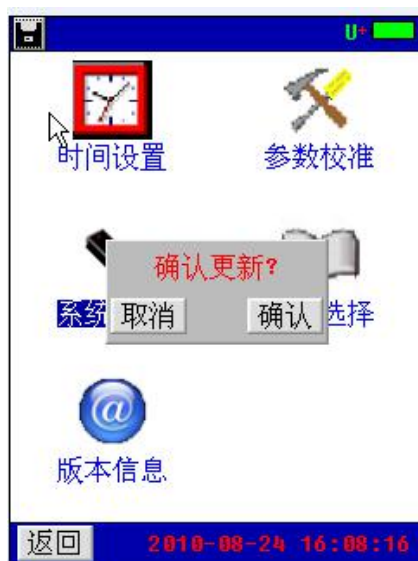 U+
时间设置
参数校准
确认更新?
系统
取消
确认
选择
版本信息
返回
2010-08-24 16:08:16